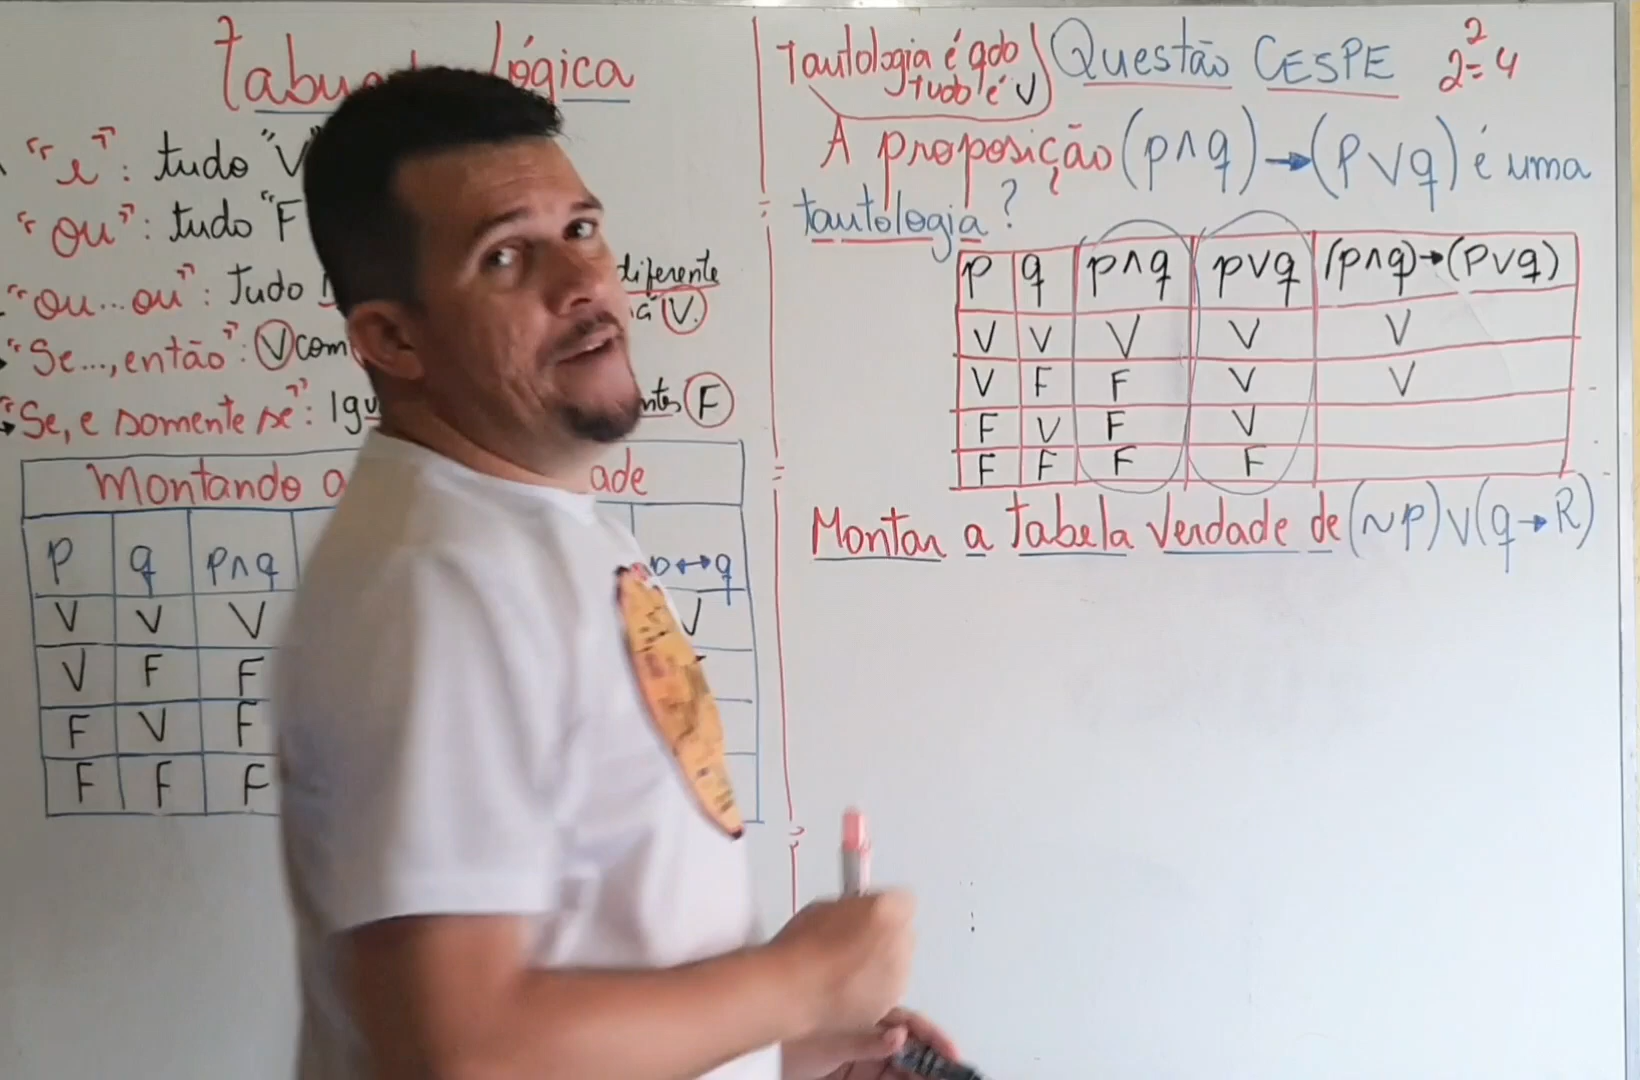 lógica
"e": tudo "V"
"ou": tudo "F
"ou...ou": Tudo
diferente
(V).
"Se..., então": (V) com
"Se, e somente se":
(F)
Montando a
ade
p q p∧q p↔q
V V V V
V F F
F V F
F F F
Tautologia é qdo
tudo é V
Questão CESPE 2²=4
A proposição (p∧q)→(P∨q) é uma
tautologia?
p q p∧q p∨q (p∧q)→(P∨q)
V V V V V
V F F V V
F V F V
F F F F
Montar a tabela verdade de (~p)∨(q→R)